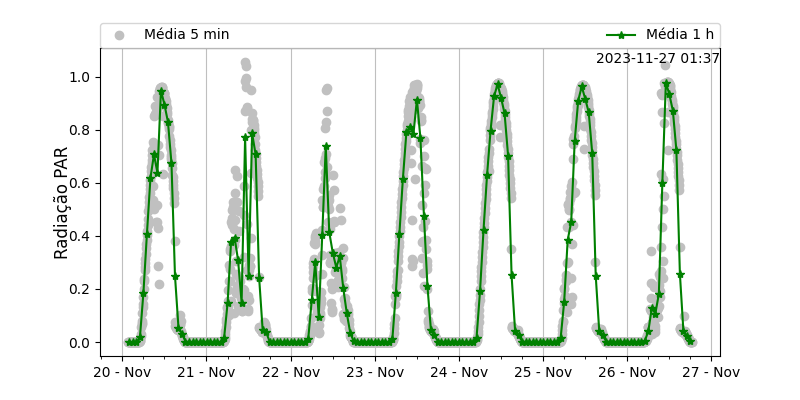 Média 5 min
Média 1 h
2023-11-27 01:37
Radiação PAR
1.0
0.8
0.6
0.4
0.2
0.0
20 - Nov
21 - Nov
22 - Nov
23 - Nov
24 - Nov
25 - Nov
26 - Nov
27 - Nov